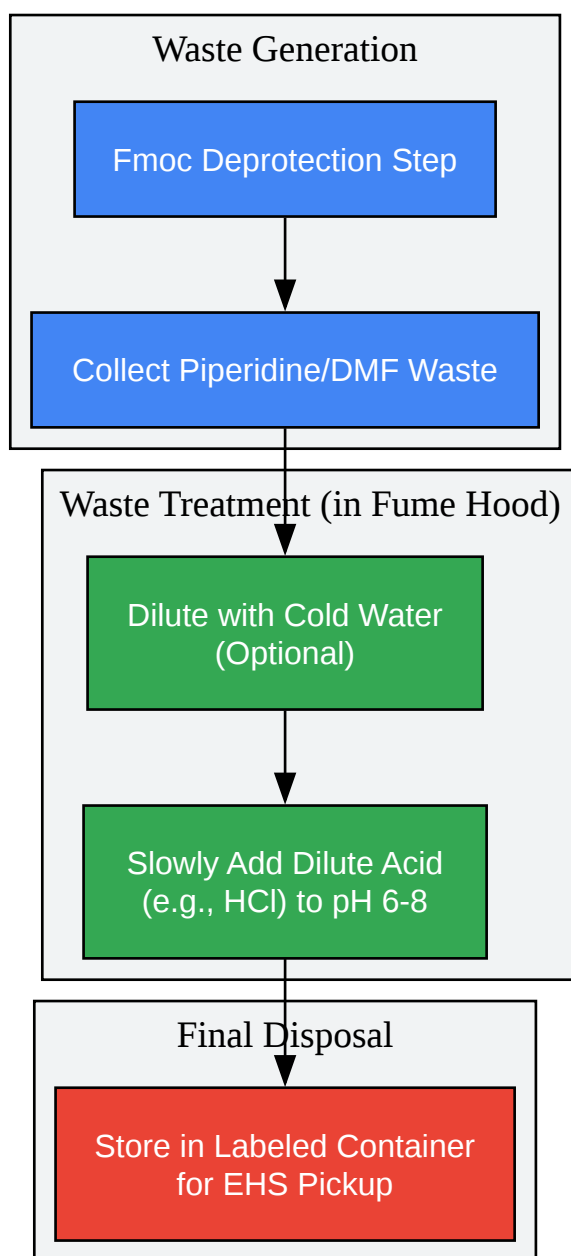 Waste Generation
Fmoc Deprotection Step
Collect Piperidine/DMF Waste
Waste Treatment (in Fume Hood)
Dilute with Cold Water
(Optional)
Slowly Add Dilute Acid
(e.g., HCl) to pH 6-8
Final Disposal
Store in Labeled Container
for EHS Pickup